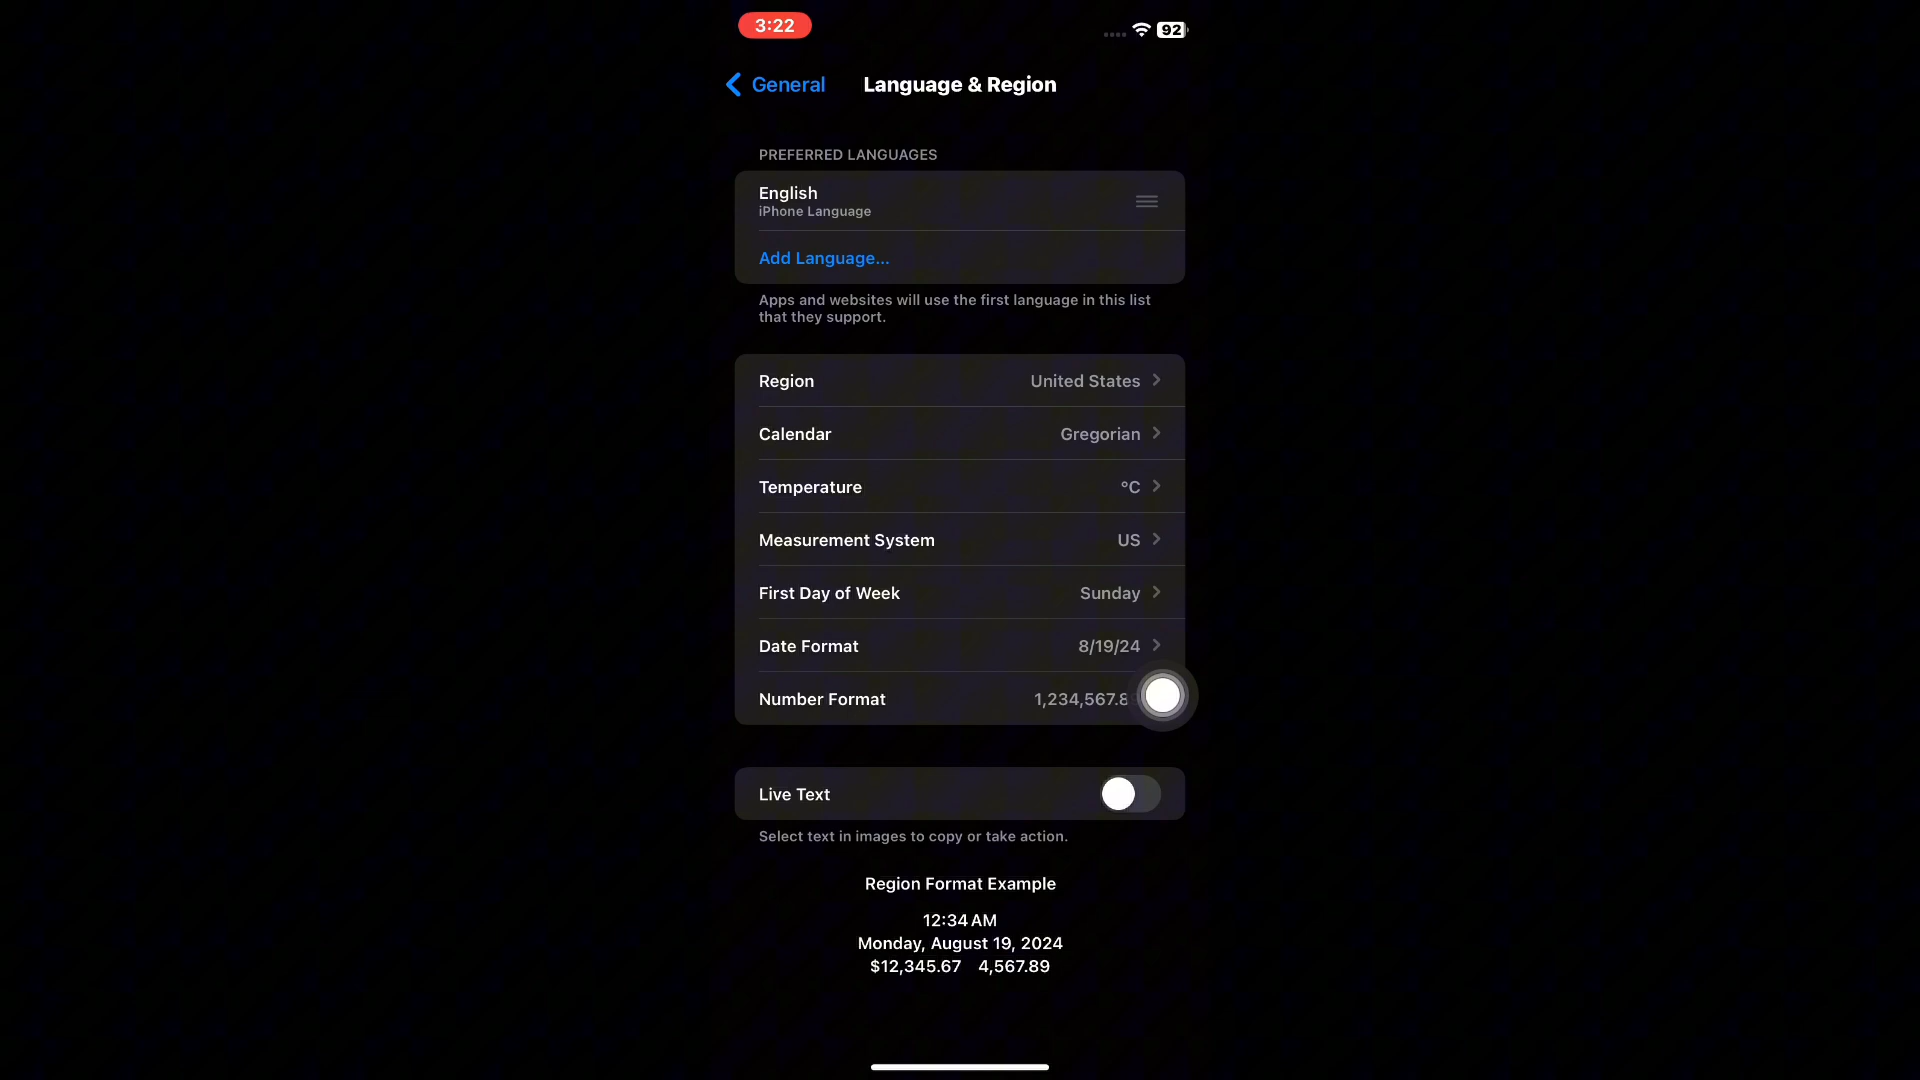 3:22
92
General
Language & Region
PREFERRED LANGUAGES
English
iPhone Language
Add Language...
Apps and websites will use the first language in this list
that they support.
Region United States
Calendar Gregorian
Temperature °C
Measurement System US
First Day of Week Sunday
Date Format 8/19/24
Number Format 1,234,567.8
Live Text
Select text in images to copy or take action.
Region Format Example
12:34 AM
Monday, August 19, 2024
$12,345.67 4,567.89